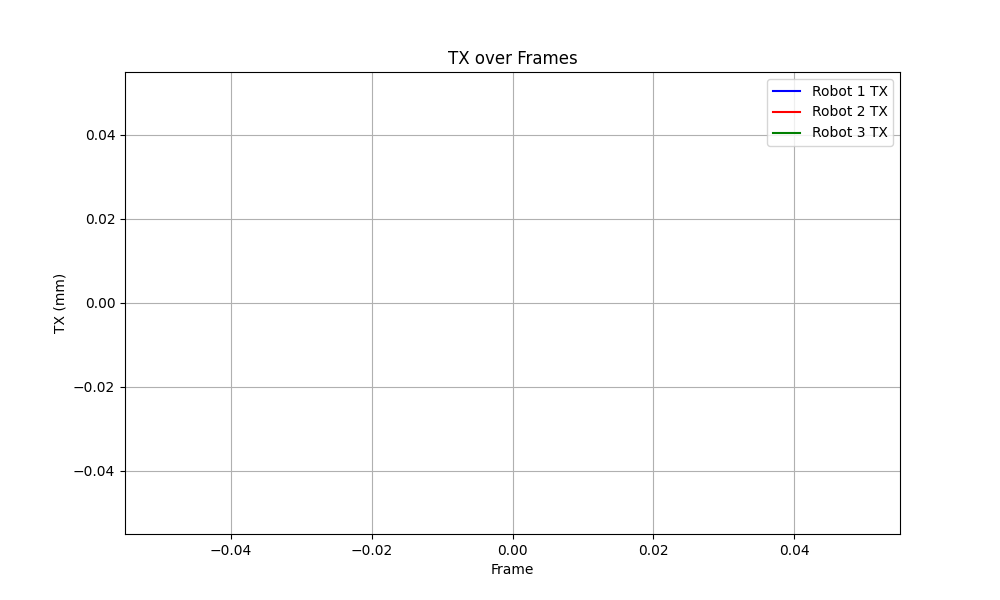 TX over Frames
Robot 1 TX
Robot 2 TX
Robot 3 TX
0.04
0.02
0.00
−0.02
−0.04
TX (mm)
−0.04 −0.02 0.00 0.02 0.04
Frame